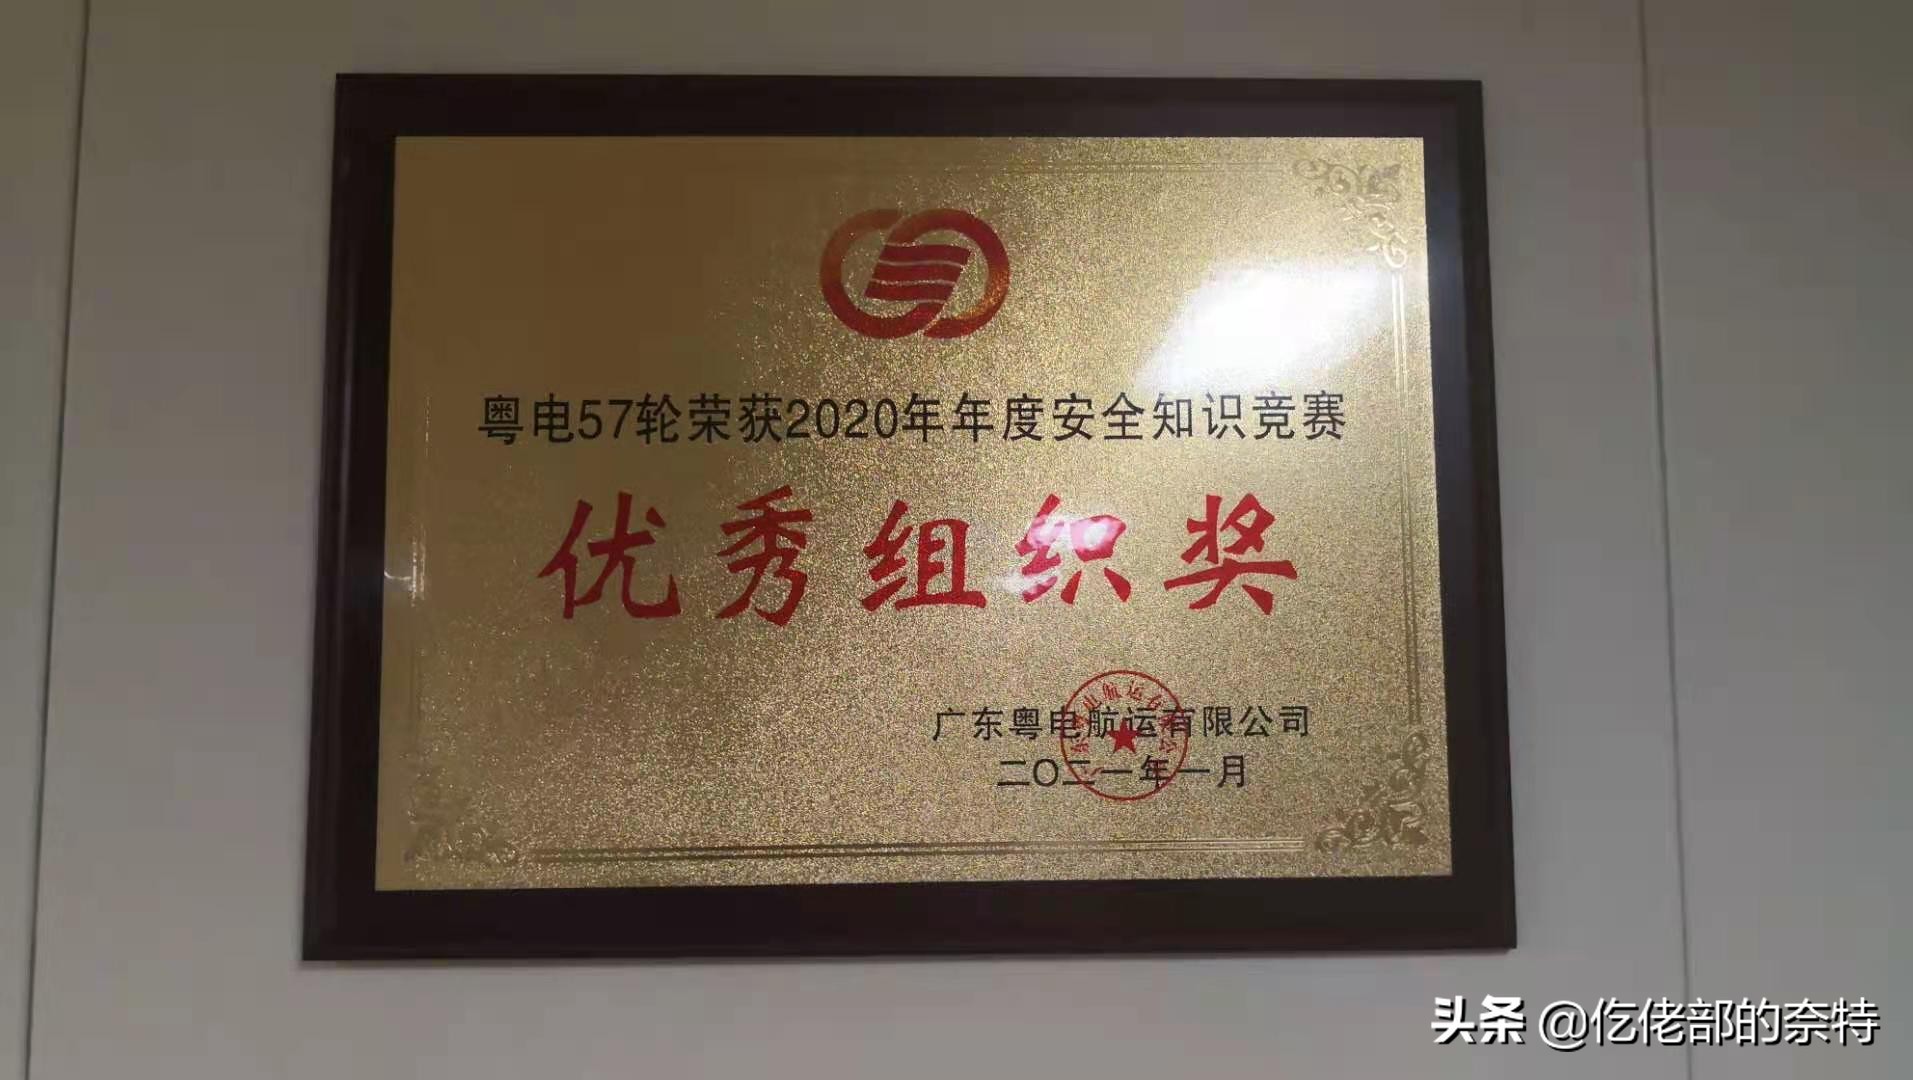 粤电57轮荣获2020年年度安全知识竞赛
优秀组织奖
广东粤电航运有限公司
二〇二一年一月
头条 @仡佬部的奈特